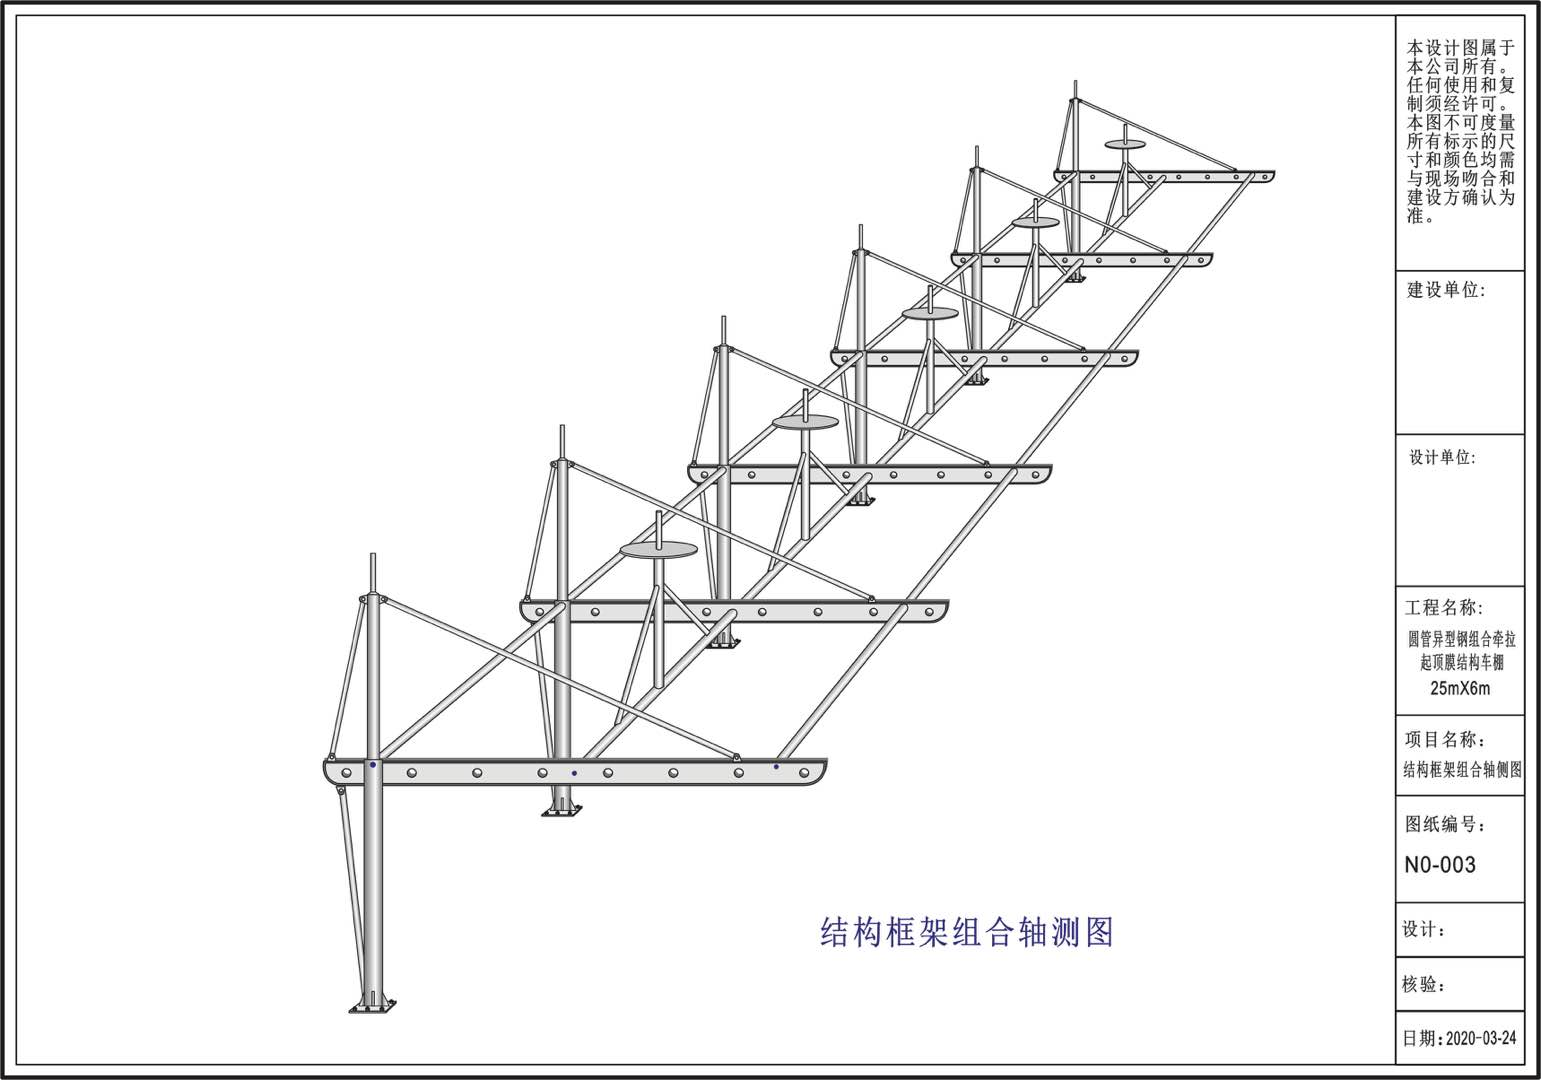 本设计图属于
本公司所有。
任何使用和复
制须经许可。
本图不可度量
所有标示的尺
寸和颜色均需
与现场吻合和
建设方确认为
准。
建设单位:
设计单位:
工程名称:
圆管异型钢组合牵拉
起顶膜结构车棚
25mX6m
项目名称:
结构框架组合轴侧图
图纸编号:
N0-003
设计:
核验:
日期:2020-03-24
结构框架组合轴测图